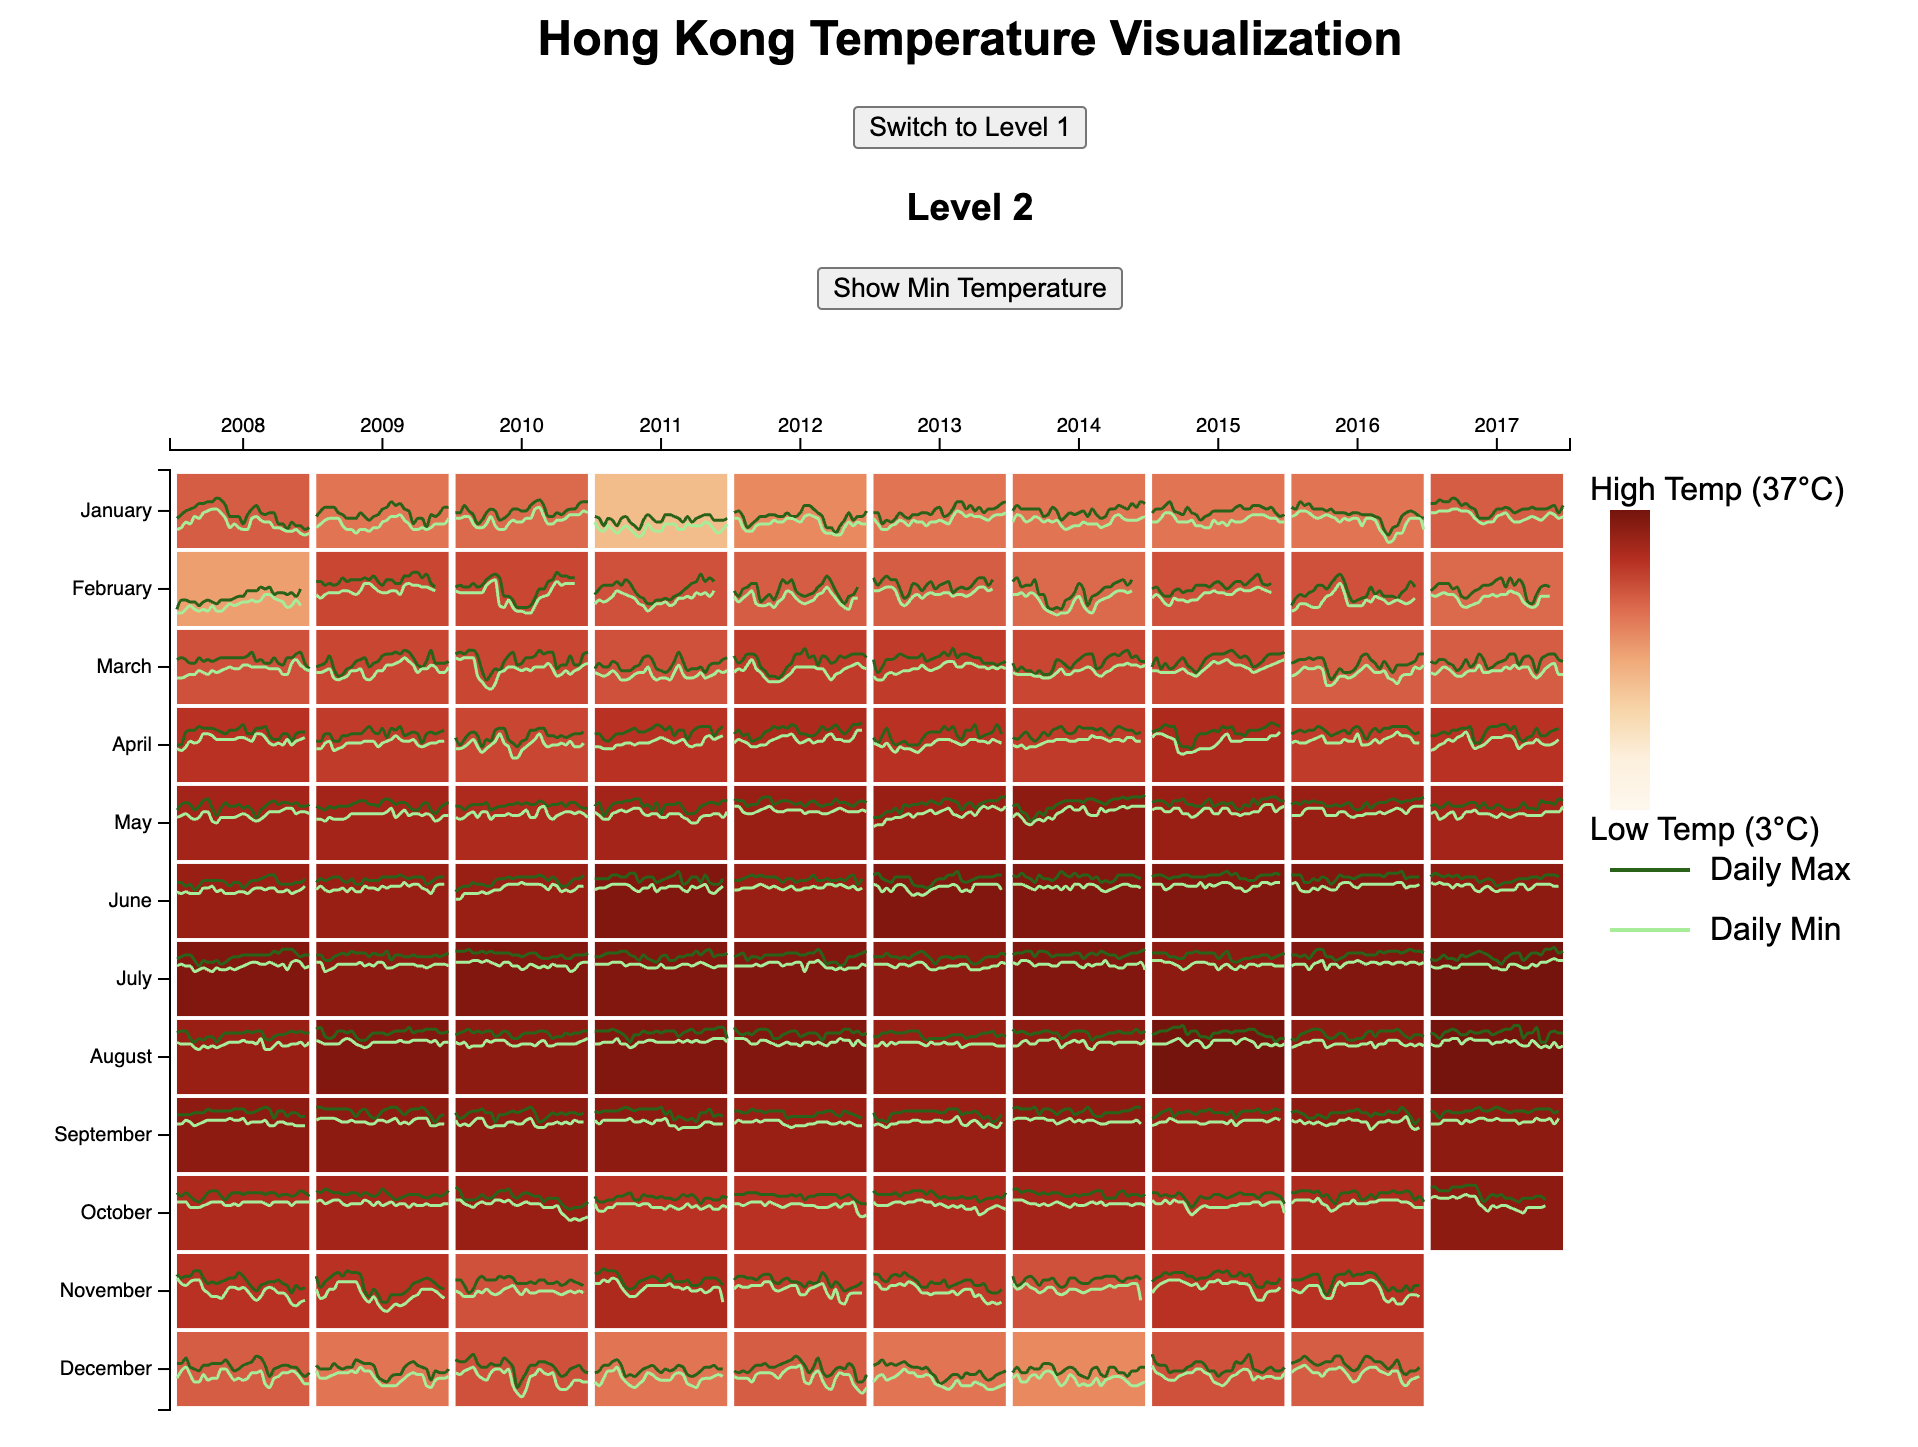 Hong Kong Temperature Visualization
Switch to Level 1
Level 2
Show Min Temperature
2008 2009 2010 2011 2012 2013 2014 2015 2016 2017
January
February
March
April
May
June
July
August
September
October
November
December
High Temp (37°C)
Low Temp (3°C)
Daily Max
Daily Min